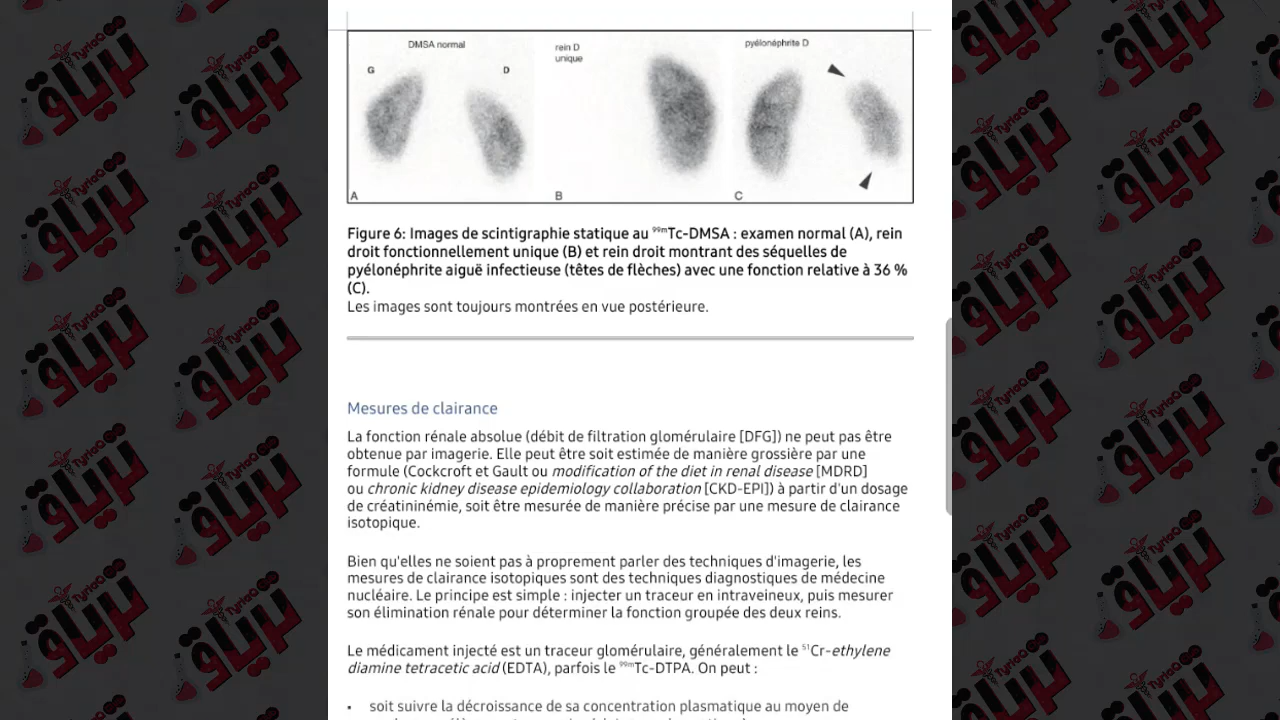 DMSA normal
rein D
unique
pyélonéphrite D
G
D
A
B
C
Figure 6: Images de scintigraphie statique au ⁹⁹ᵐTc-DMSA : examen normal (A), rein
droit fonctionnellement unique (B) et rein droit montrant des séquelles de
pyélonéphrite aiguë infectieuse (têtes de flèches) avec une fonction relative à 36 %
(C).
Les images sont toujours montrées en vue postérieure.
Mesures de clairance
La fonction rénale absolue (débit de filtration glomérulaire [DFG]) ne peut pas être
obtenue par imagerie. Elle peut être soit estimée de manière grossière par une
formule (Cockcroft et Gault ou modification of the diet in renal disease [MDRD]
ou chronic kidney disease epidemiology collaboration [CKD-EPI]) à partir d'un dosage
de créatininémie, soit être mesurée de manière précise par une mesure de clairance
isotopique.
Bien qu'elles ne soient pas à proprement parler des techniques d'imagerie, les
mesures de clairance isotopiques sont des techniques diagnostiques de médecine
nucléaire. Le principe est simple : injecter un traceur en intraveineux, puis mesurer
son élimination rénale pour déterminer la fonction groupée des deux reins.
Le médicament injecté est un traceur glomérulaire, généralement le ⁵¹Cr-ethylene
diamine tetracetic acid (EDTA), parfois le ⁹⁹ᵐTc-DTPA. On peut :
▪ soit suivre la décroissance de sa concentration plasmatique au moyen de
TyriaQ
ترياق